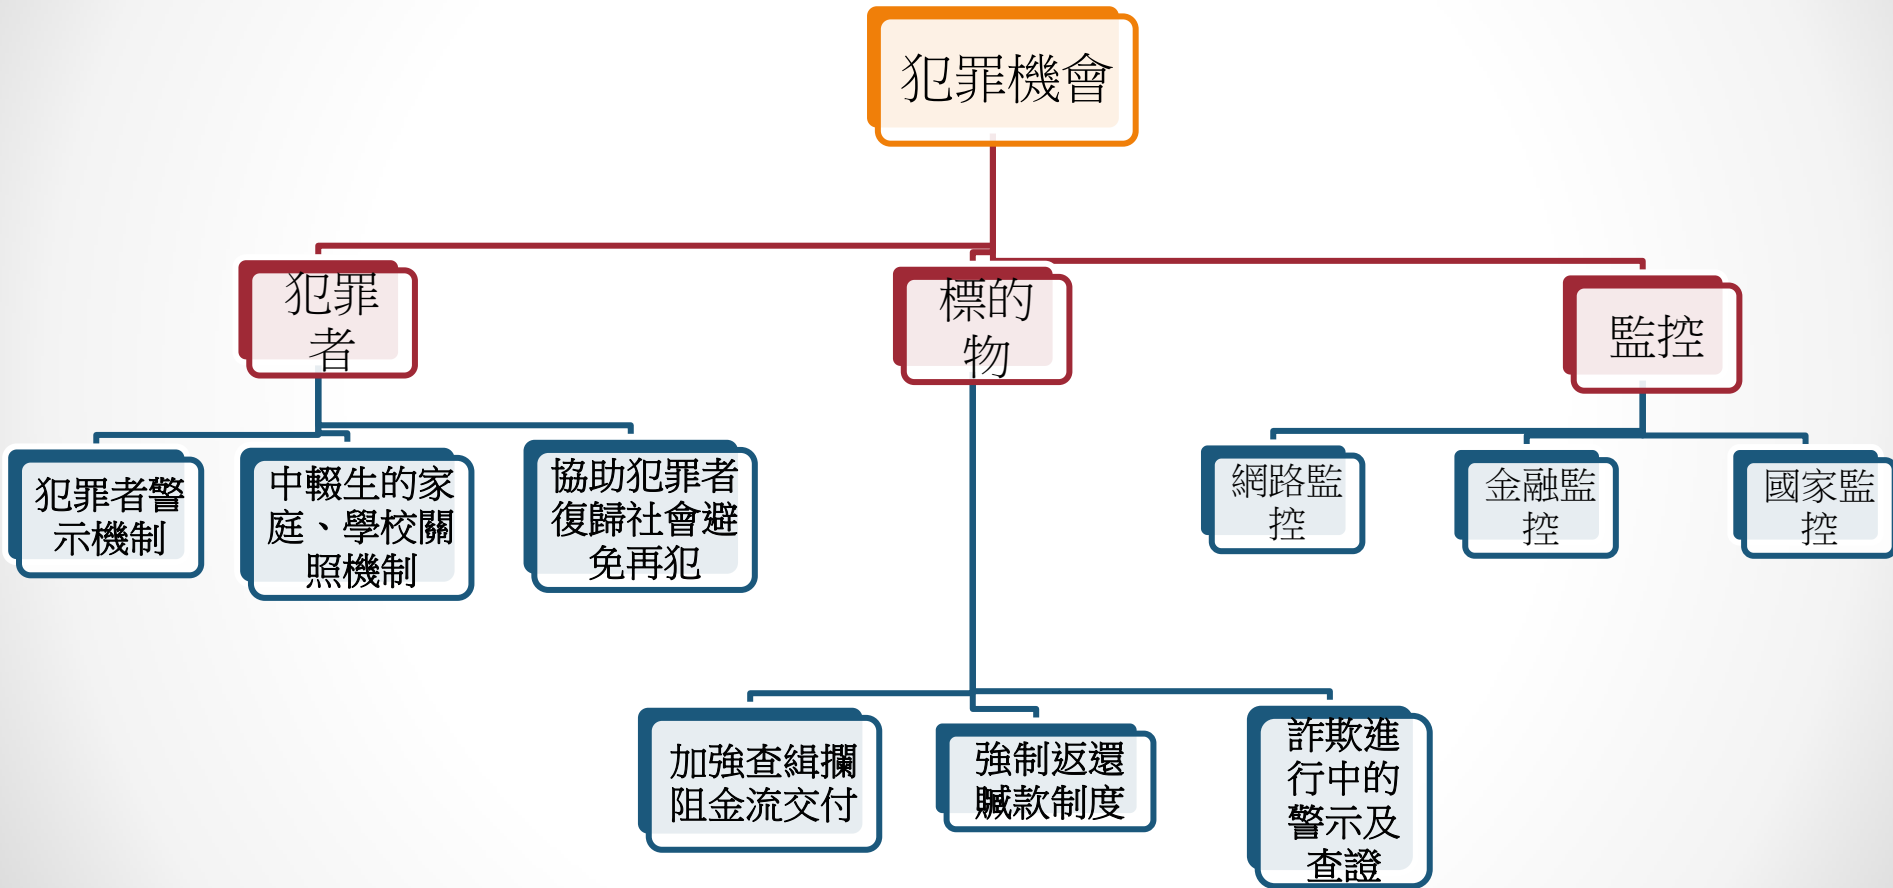 犯罪機會
犯罪
者
標的
物
監控
犯罪者警
示機制
中輟生的家
庭、學校關
照機制
協助犯罪者
復歸社會避
免再犯
網路監
控
金融監
控
國家監
控
加強查緝攔
阻金流交付
強制返還
贓款制度
詐欺進
行中的
警示及
查證